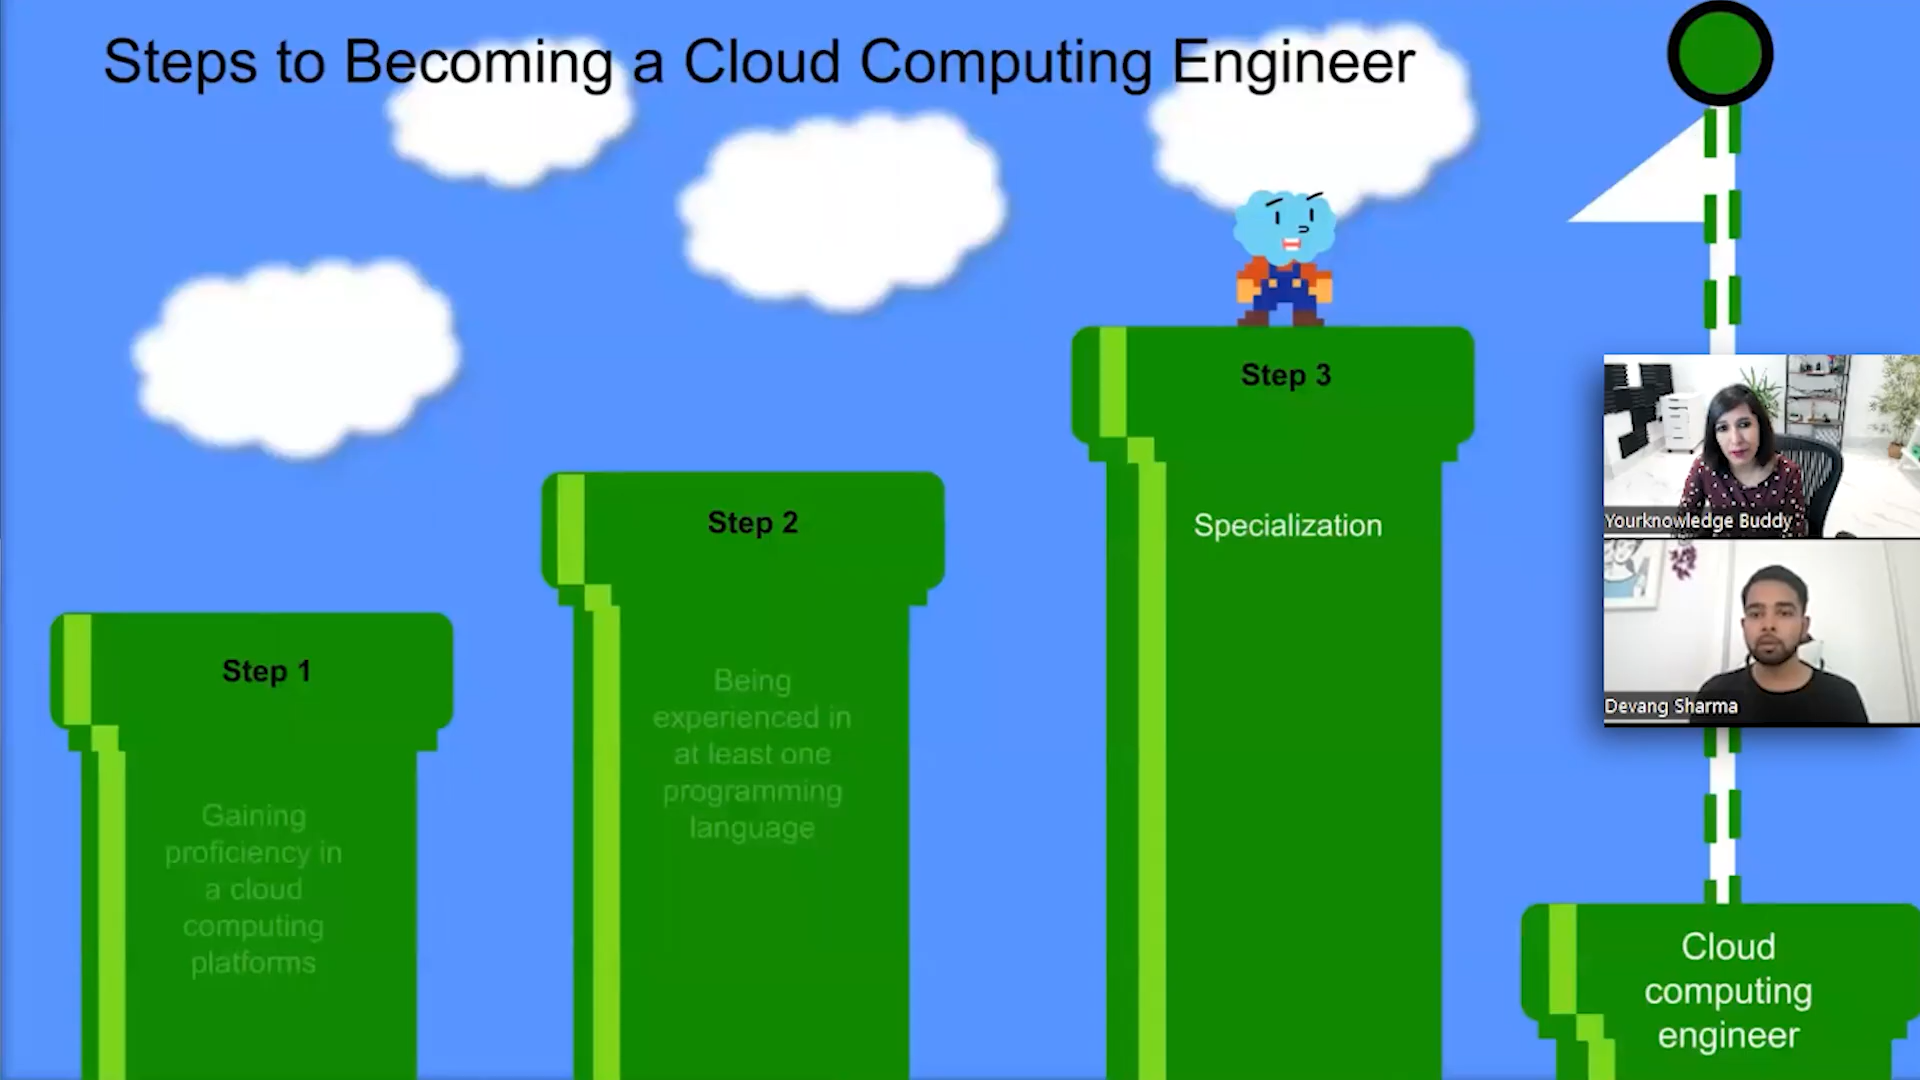 Steps to Becoming a Cloud Computing Engineer
Step 1
Gaining
proficiency in
a cloud
computing
platforms
Step 2
Being
experienced in
at least one
programming
language
Step 3
Specialization
Yourknowledge Buddy
Devang Sharma
Cloud
computing
engineer